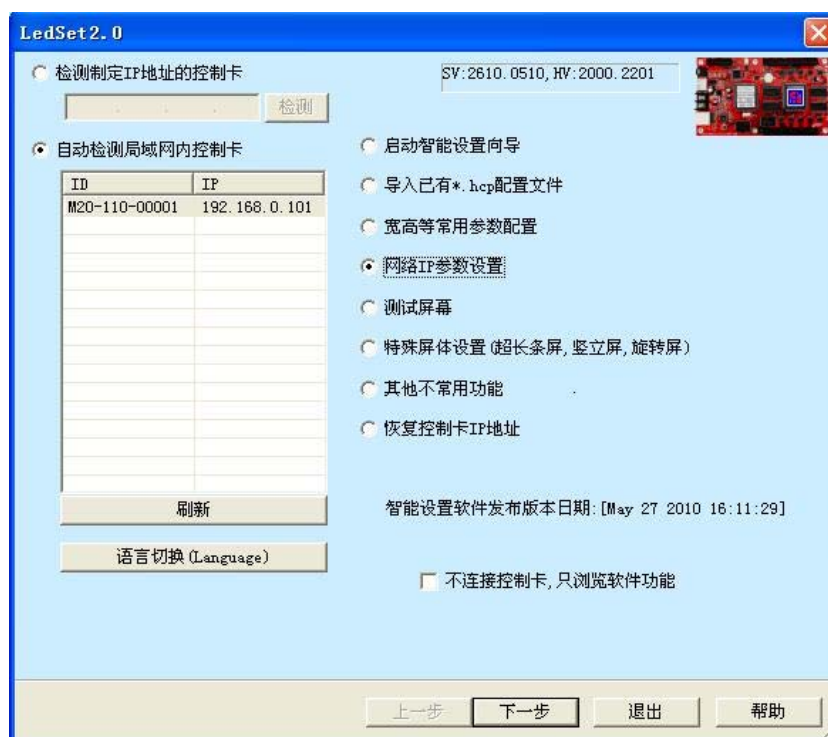 LedSet2.0
检测制定IP地址的控制卡
检测
SV:2610.0510,HV:2000.2201
自动检测局域网内控制卡
ID IP
M20-110-00001 192.168.0.101
刷新
语言切换(Language)
启动智能设置向导
导入已有*.hcp配置文件
宽高等常用参数配置
网络IP参数设置
测试屏幕
特殊屏体设置(超长条屏,竖立屏,旋转屏)
其他不常用功能
恢复控制卡IP地址
智能设置软件发布版本日期:[May 27 2010 16:11:29]
不连接控制卡,只浏览软件功能
上一步 下一步 退出 帮助